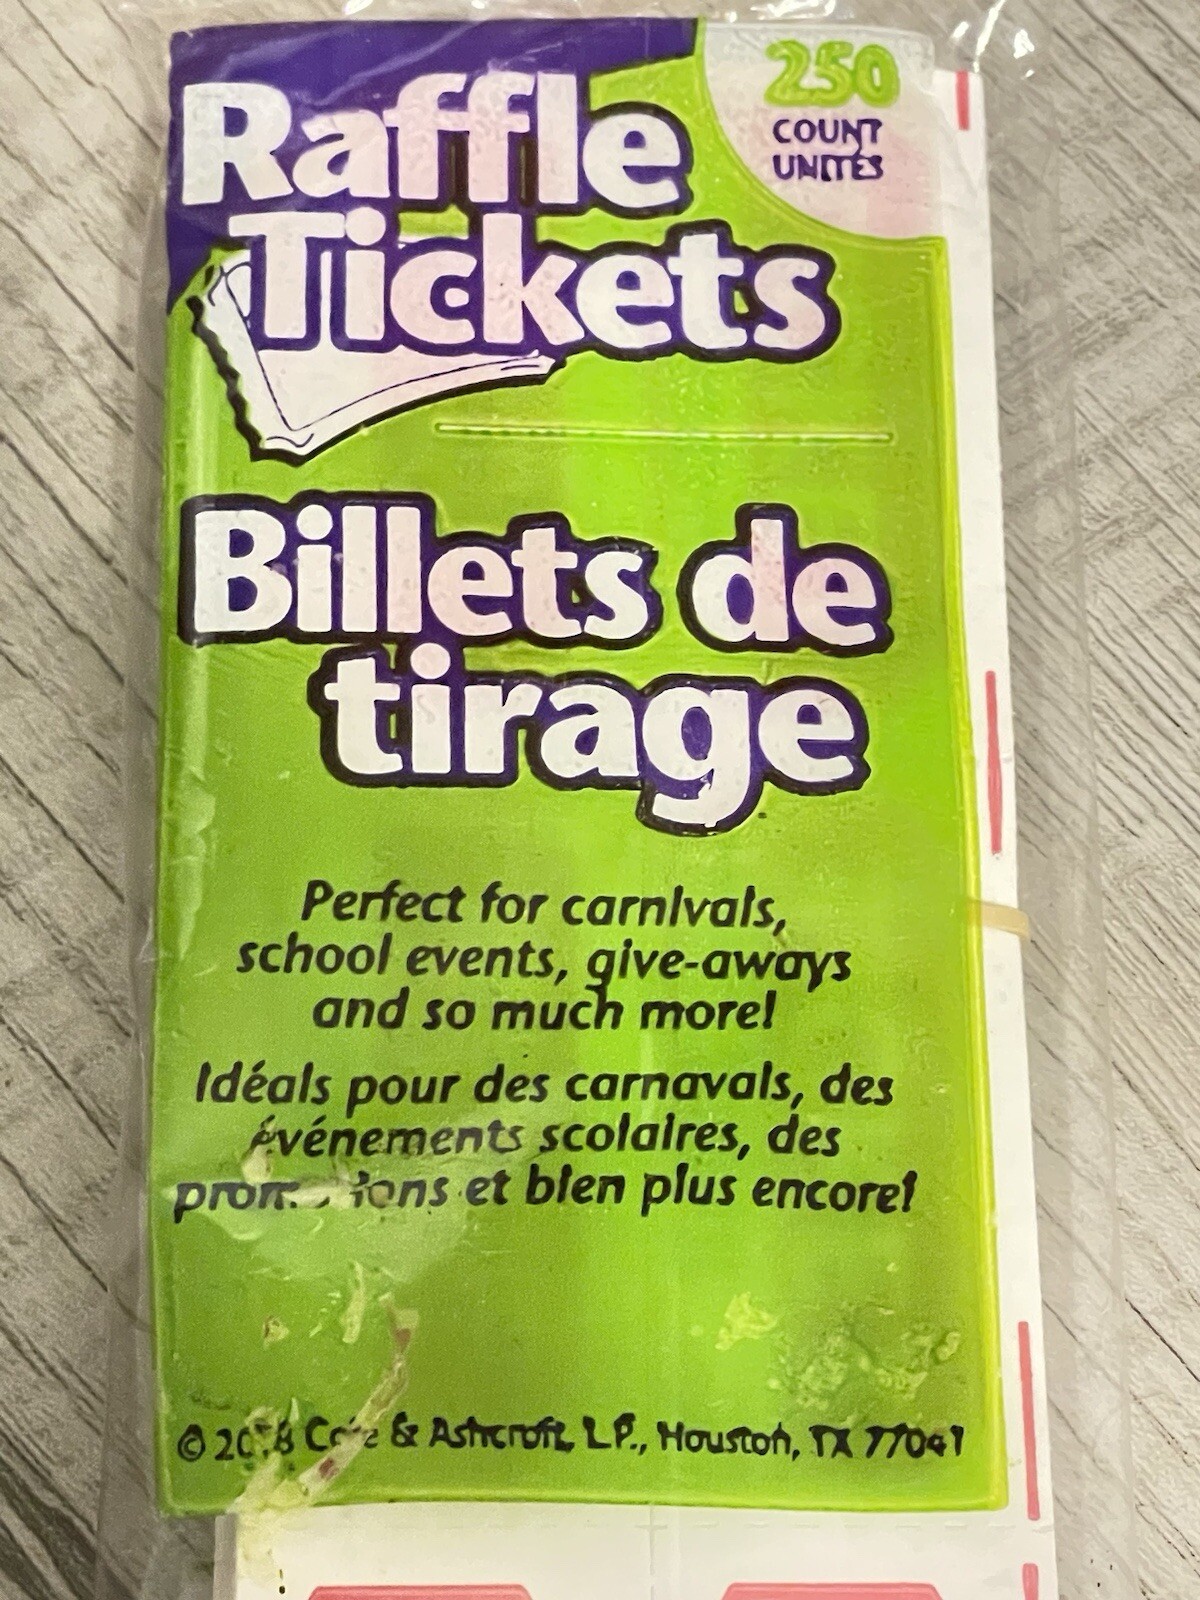 250
COUNT
UNITÉS
Raffle
Tickets
Billets de
tirage
Perfect for carnivals,
school events, give-aways
and so much more!
Idéals pour des carnavals, des
événements scolaires, des
et bien plus encore!
© & Ashcroft, L.P., Houston, TX